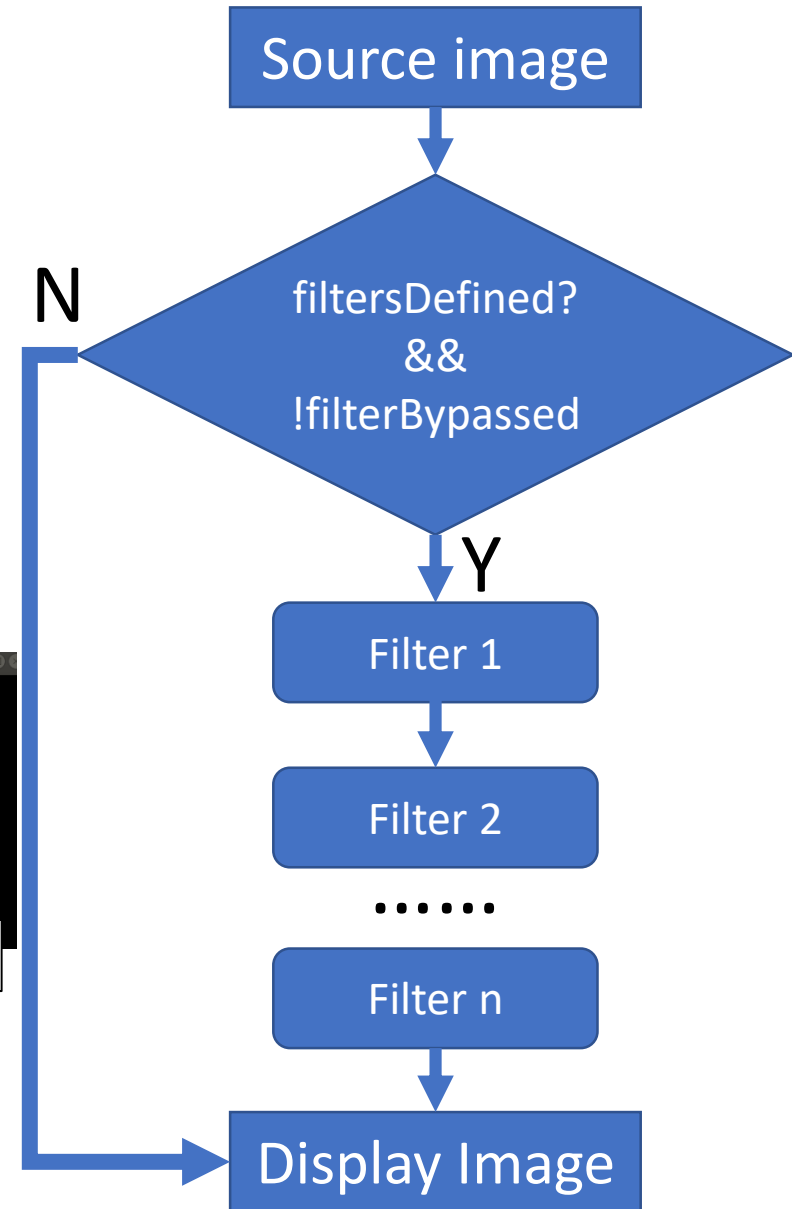 Source image
N
filtersDefined?
&&
!filterBypassed
Y
Filter 1
Filter 2
......
Filter n
Display Image